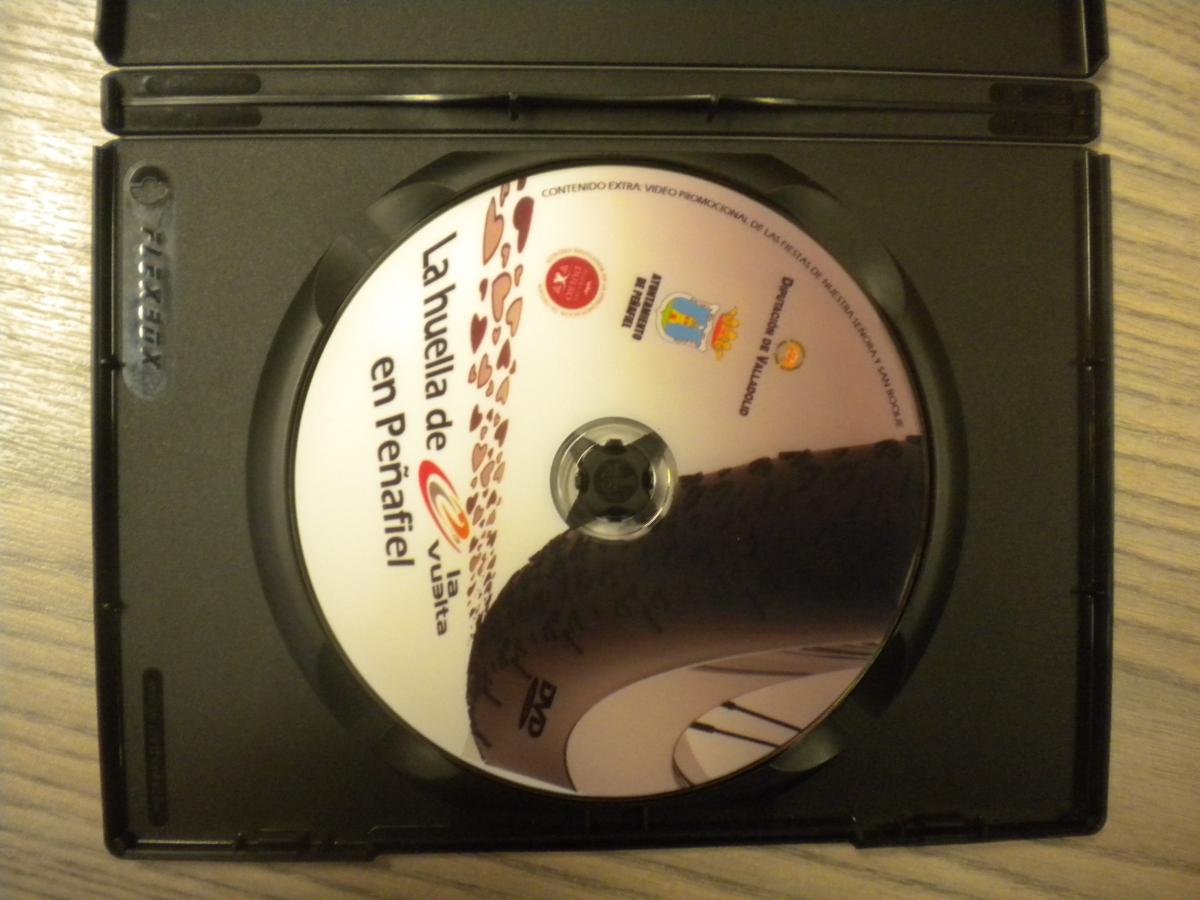 CONTENIDO EXTRA: VIDEO PROMOCIONAL DE LAS FIESTAS DE NUESTRA SEÑORA Y SAN ROQUE
DIPUTACIÓN DE VALLADOLID
AYUNTAMIENTO
DE PEÑAFIEL
DUERO
La huella de la vuelta
en Peñafiel
DVD
FLEXBOX